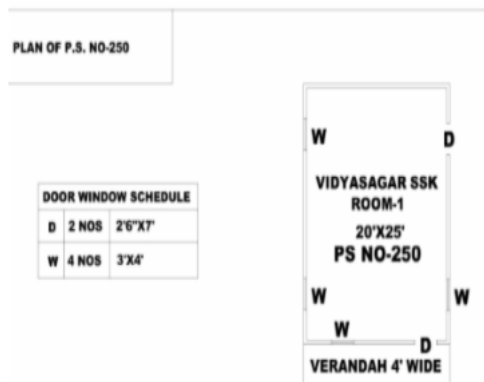 PLAN OF P.S. NO-250
W
D
VIDYASAGAR SSK
ROOM-1
20'X25'
PS NO-250
DOOR WINDOW SCHEDULE
D 2 NOS 2'6"X7'
W 4 NOS 3'X4'
W W
W
D
VERANDAH 4' WIDE